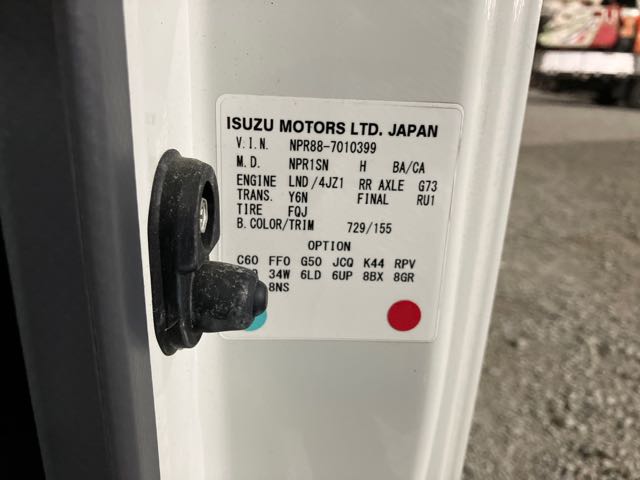 ISUZU MOTORS LTD. JAPAN
V.I.N. NPR88-7010399
M.D. NPR1SN H BA/CA
ENGINE LND/4JZ1 RR AXLE G73
TRANS. Y6N FINAL RU1
TIRE FQJ
B.COLOR/TRIM 729/155
OPTION
C60 FF0 G50 JCQ K44 RPV
34W 6LD 6UP 8BX 8GR
8NS